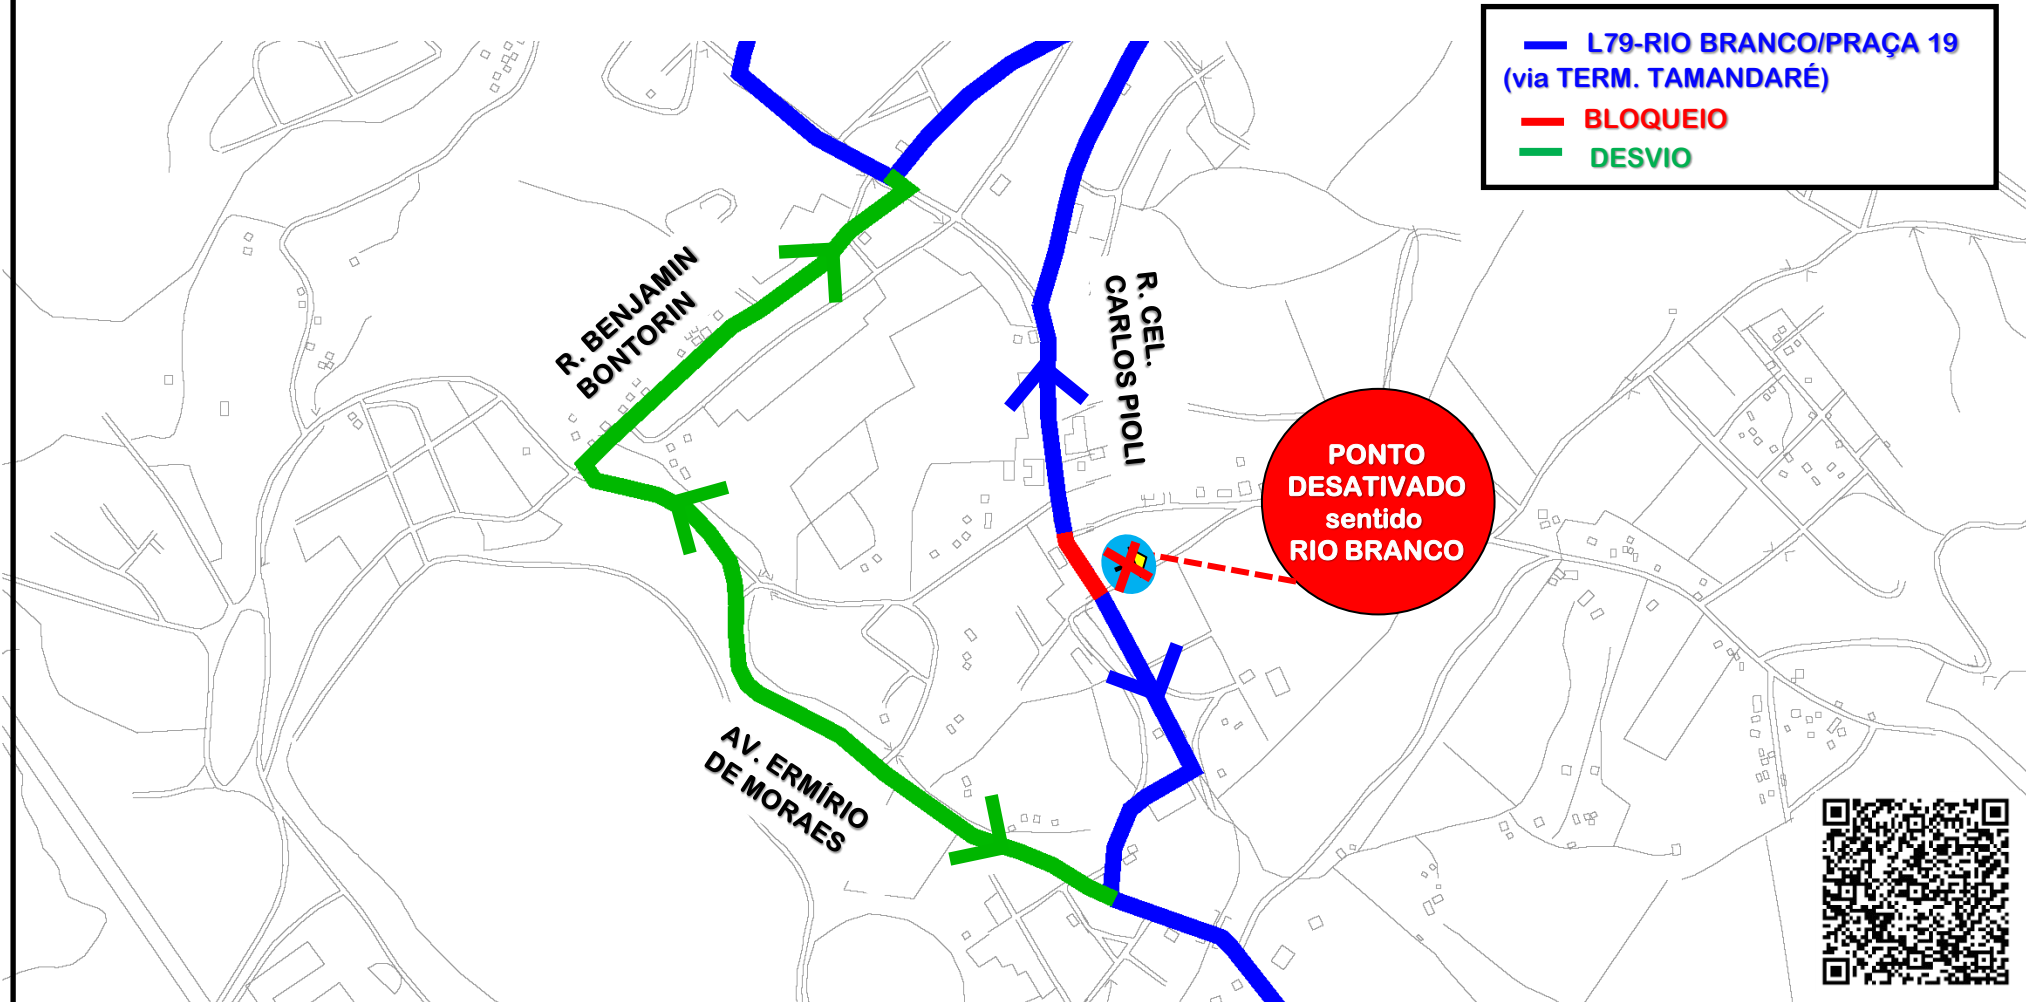 L79-RIO BRANCO/PRAÇA 19
(via TERM. TAMANDARÉ)
BLOQUEIO
DESVIO
R. BENJAMIN
BONTORIN
R. CEL.
CARLOS PIOLI
PONTO
DESATIVADO
sentido
RIO BRANCO
AV. ERMÍRIO
DE MORAES